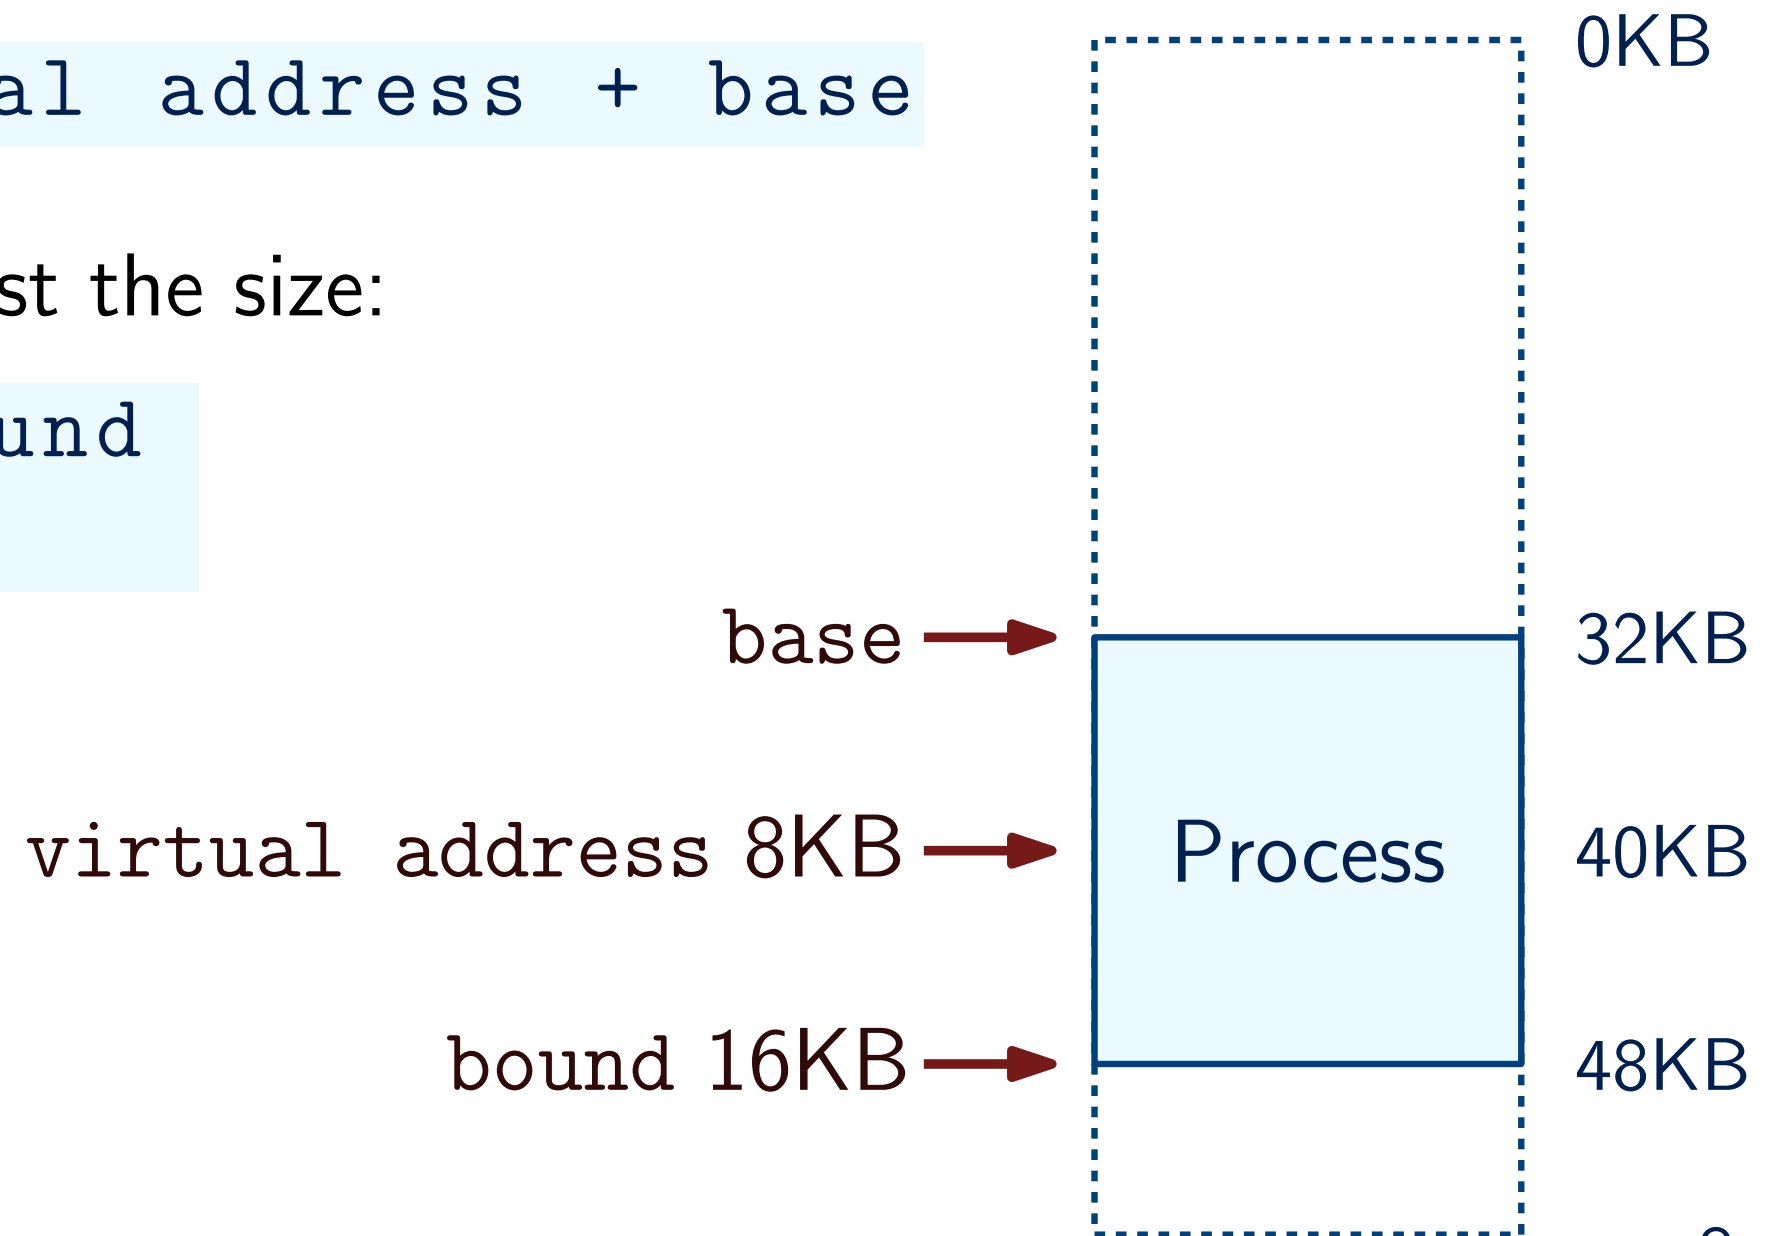 0KB
al address + base
st the size:
und
base 32KB
virtual address 8KB Process 40KB
bound 16KB 48KB